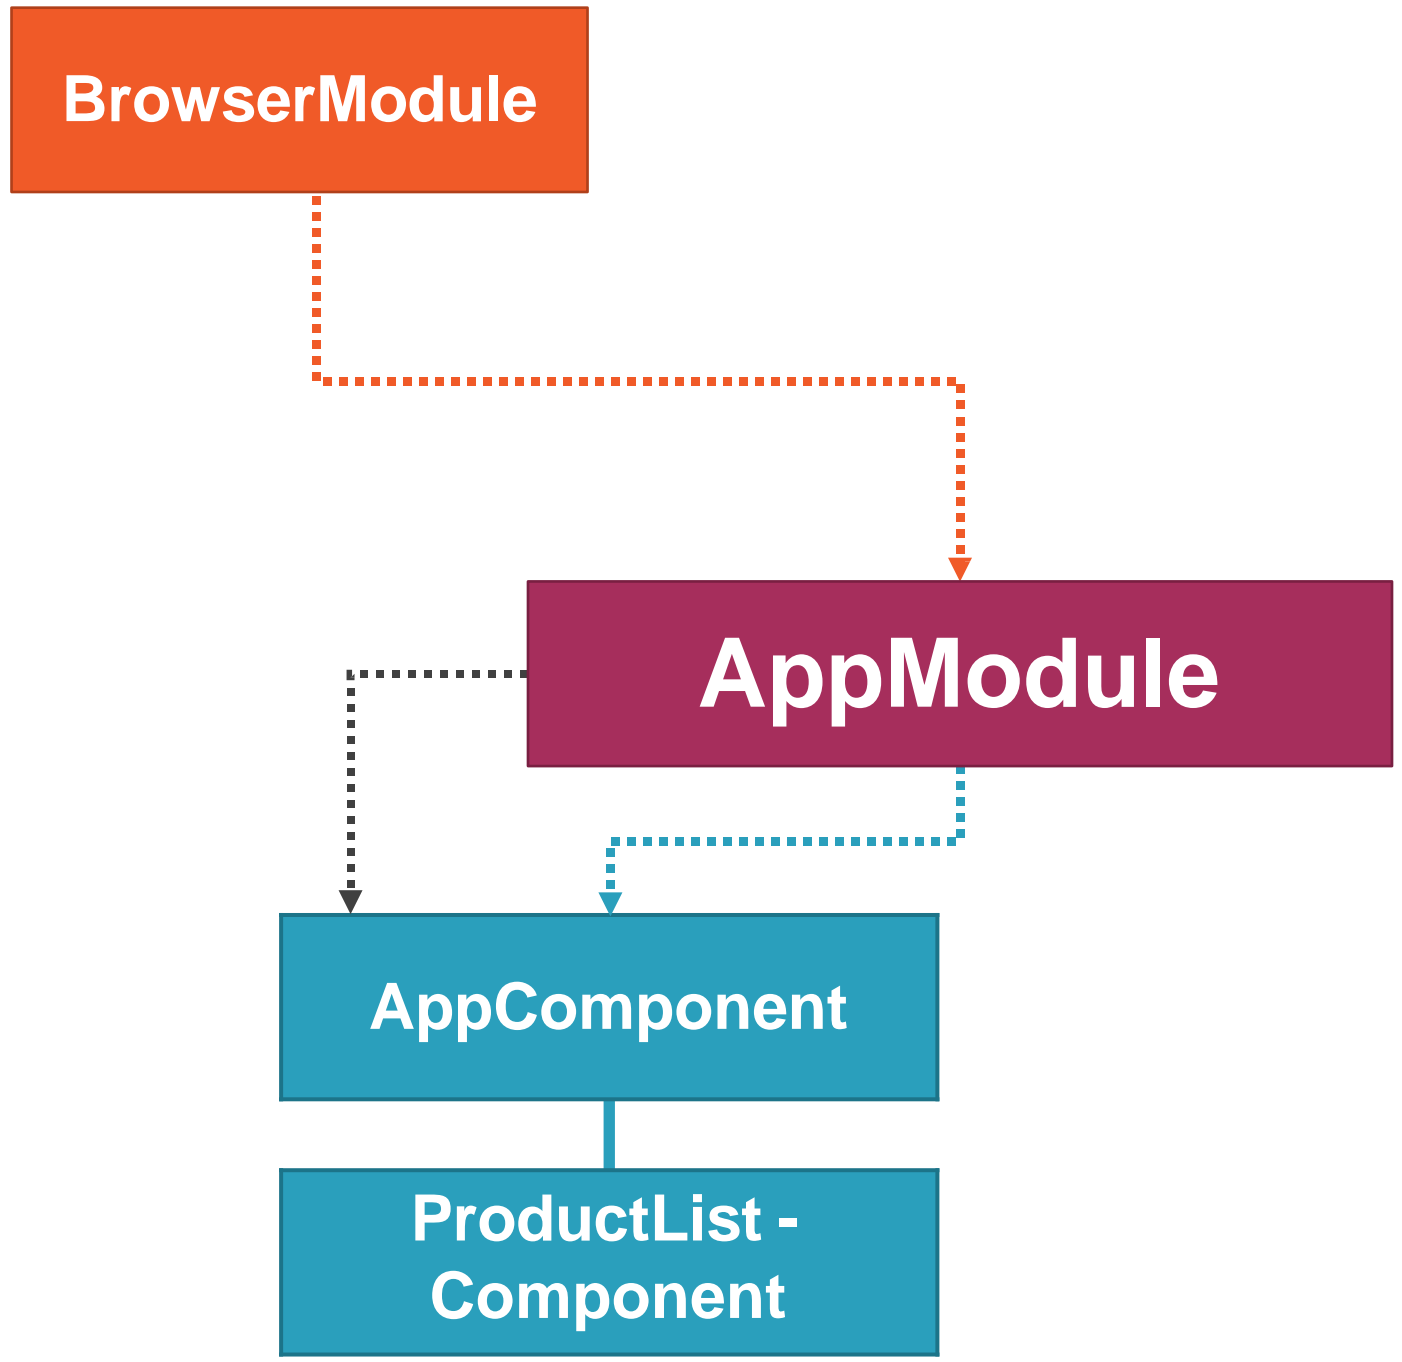 BrowserModule
AppModule
AppComponent
ProductList -
Component